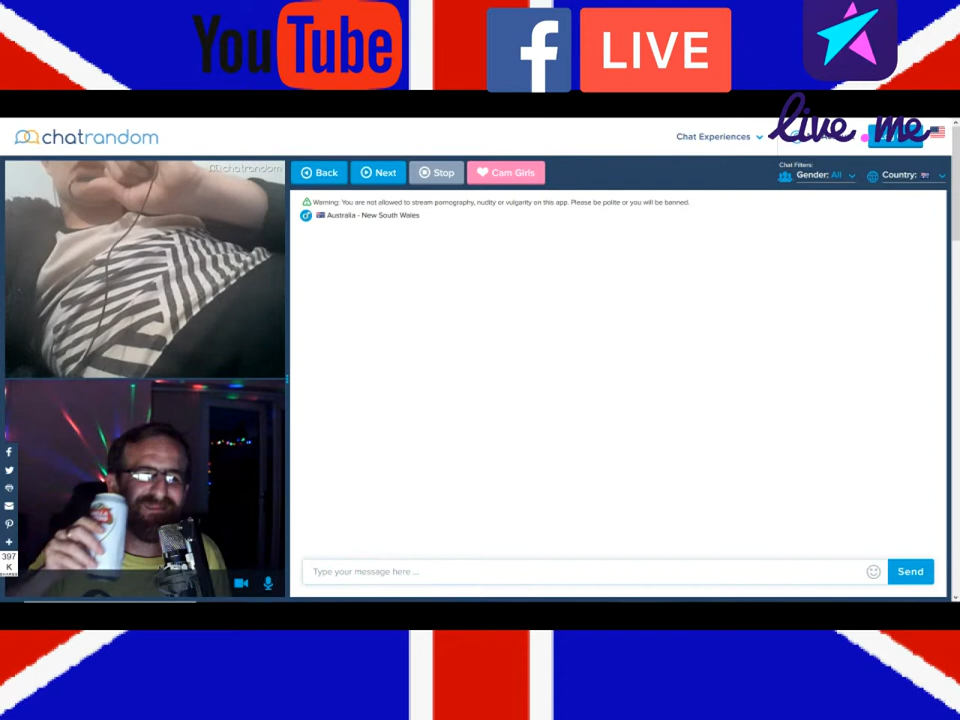 YouTube
f LIVE
live.me
chatrandom
Chat Experiences
chatrandom
Back
Next
Stop
Cam Girls
Chat Filters:
Gender: All
Country:
Warning: You are not allowed to stream pornography, nudity or vulgarity on this app. Please be polite or you will be banned.
Australia - New South Wales
397
K
SHARES
Type your message here ...
Send